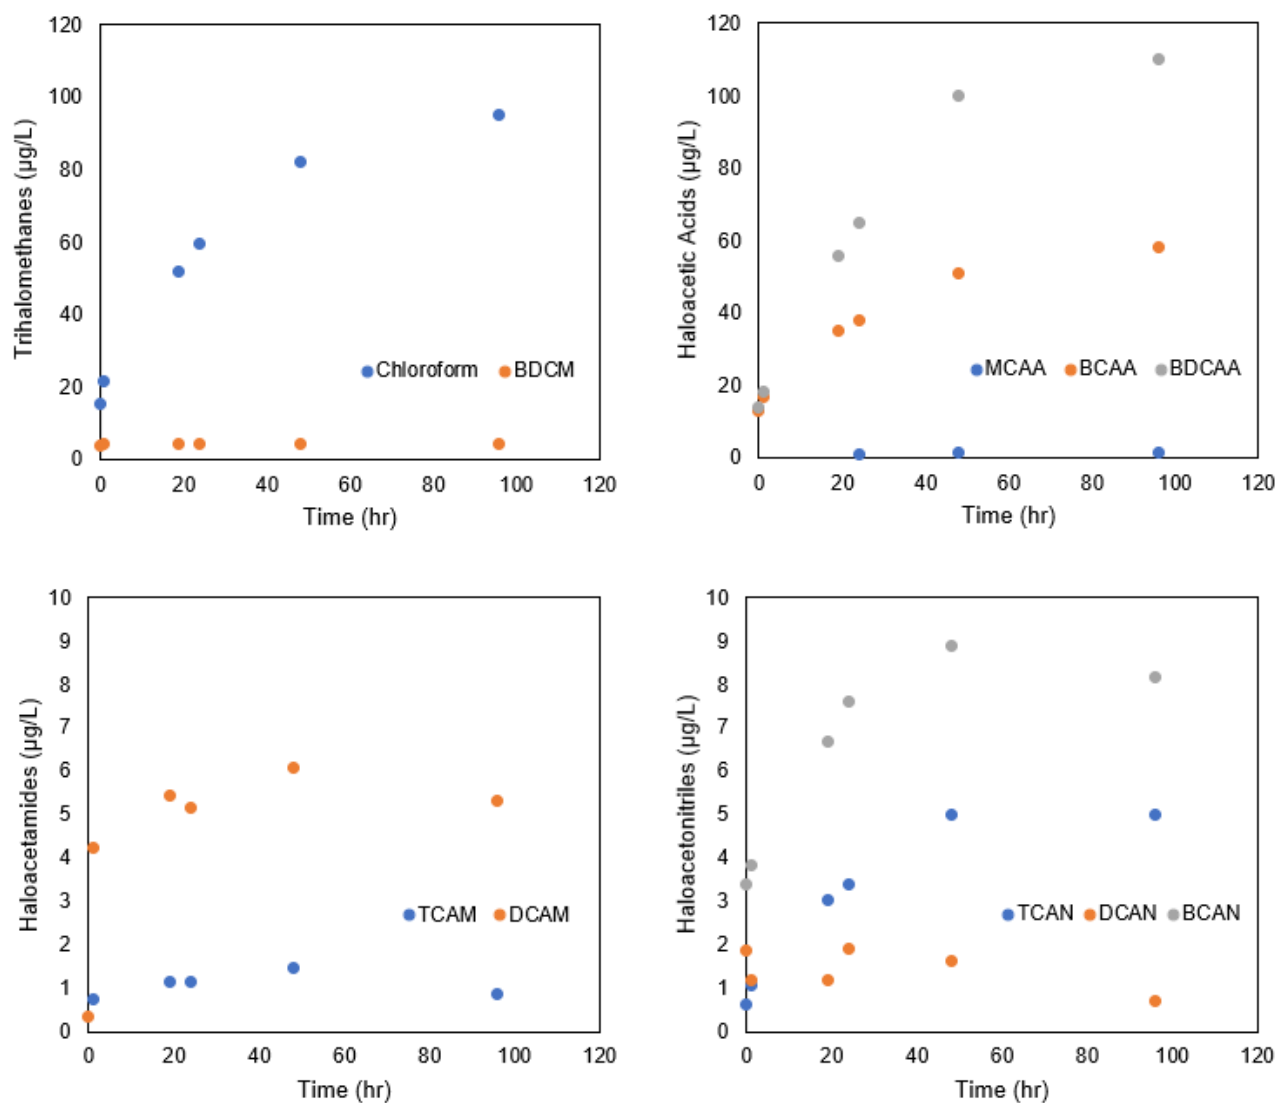 Trihalomethanes (µg/L)
120
100
80
60
40
20
0
Chloroform BDCM
0 20 40 60 80 100 120
Time (hr)
Haloacetic Acids (µg/L)
120
100
80
60
40
20
0
MCAA BCAA BDCAA
0 20 40 60 80 100 120
Time (hr)
Haloacetamides (µg/L)
10
9
8
7
6
5
4
3
2
1
0
TCAM DCAM
0 20 40 60 80 100 120
Time (hr)
Haloacetonitriles (µg/L)
10
9
8
7
6
5
4
3
2
1
0
TCAN DCAN BCAN
0 20 40 60 80 100 120
Time (hr)